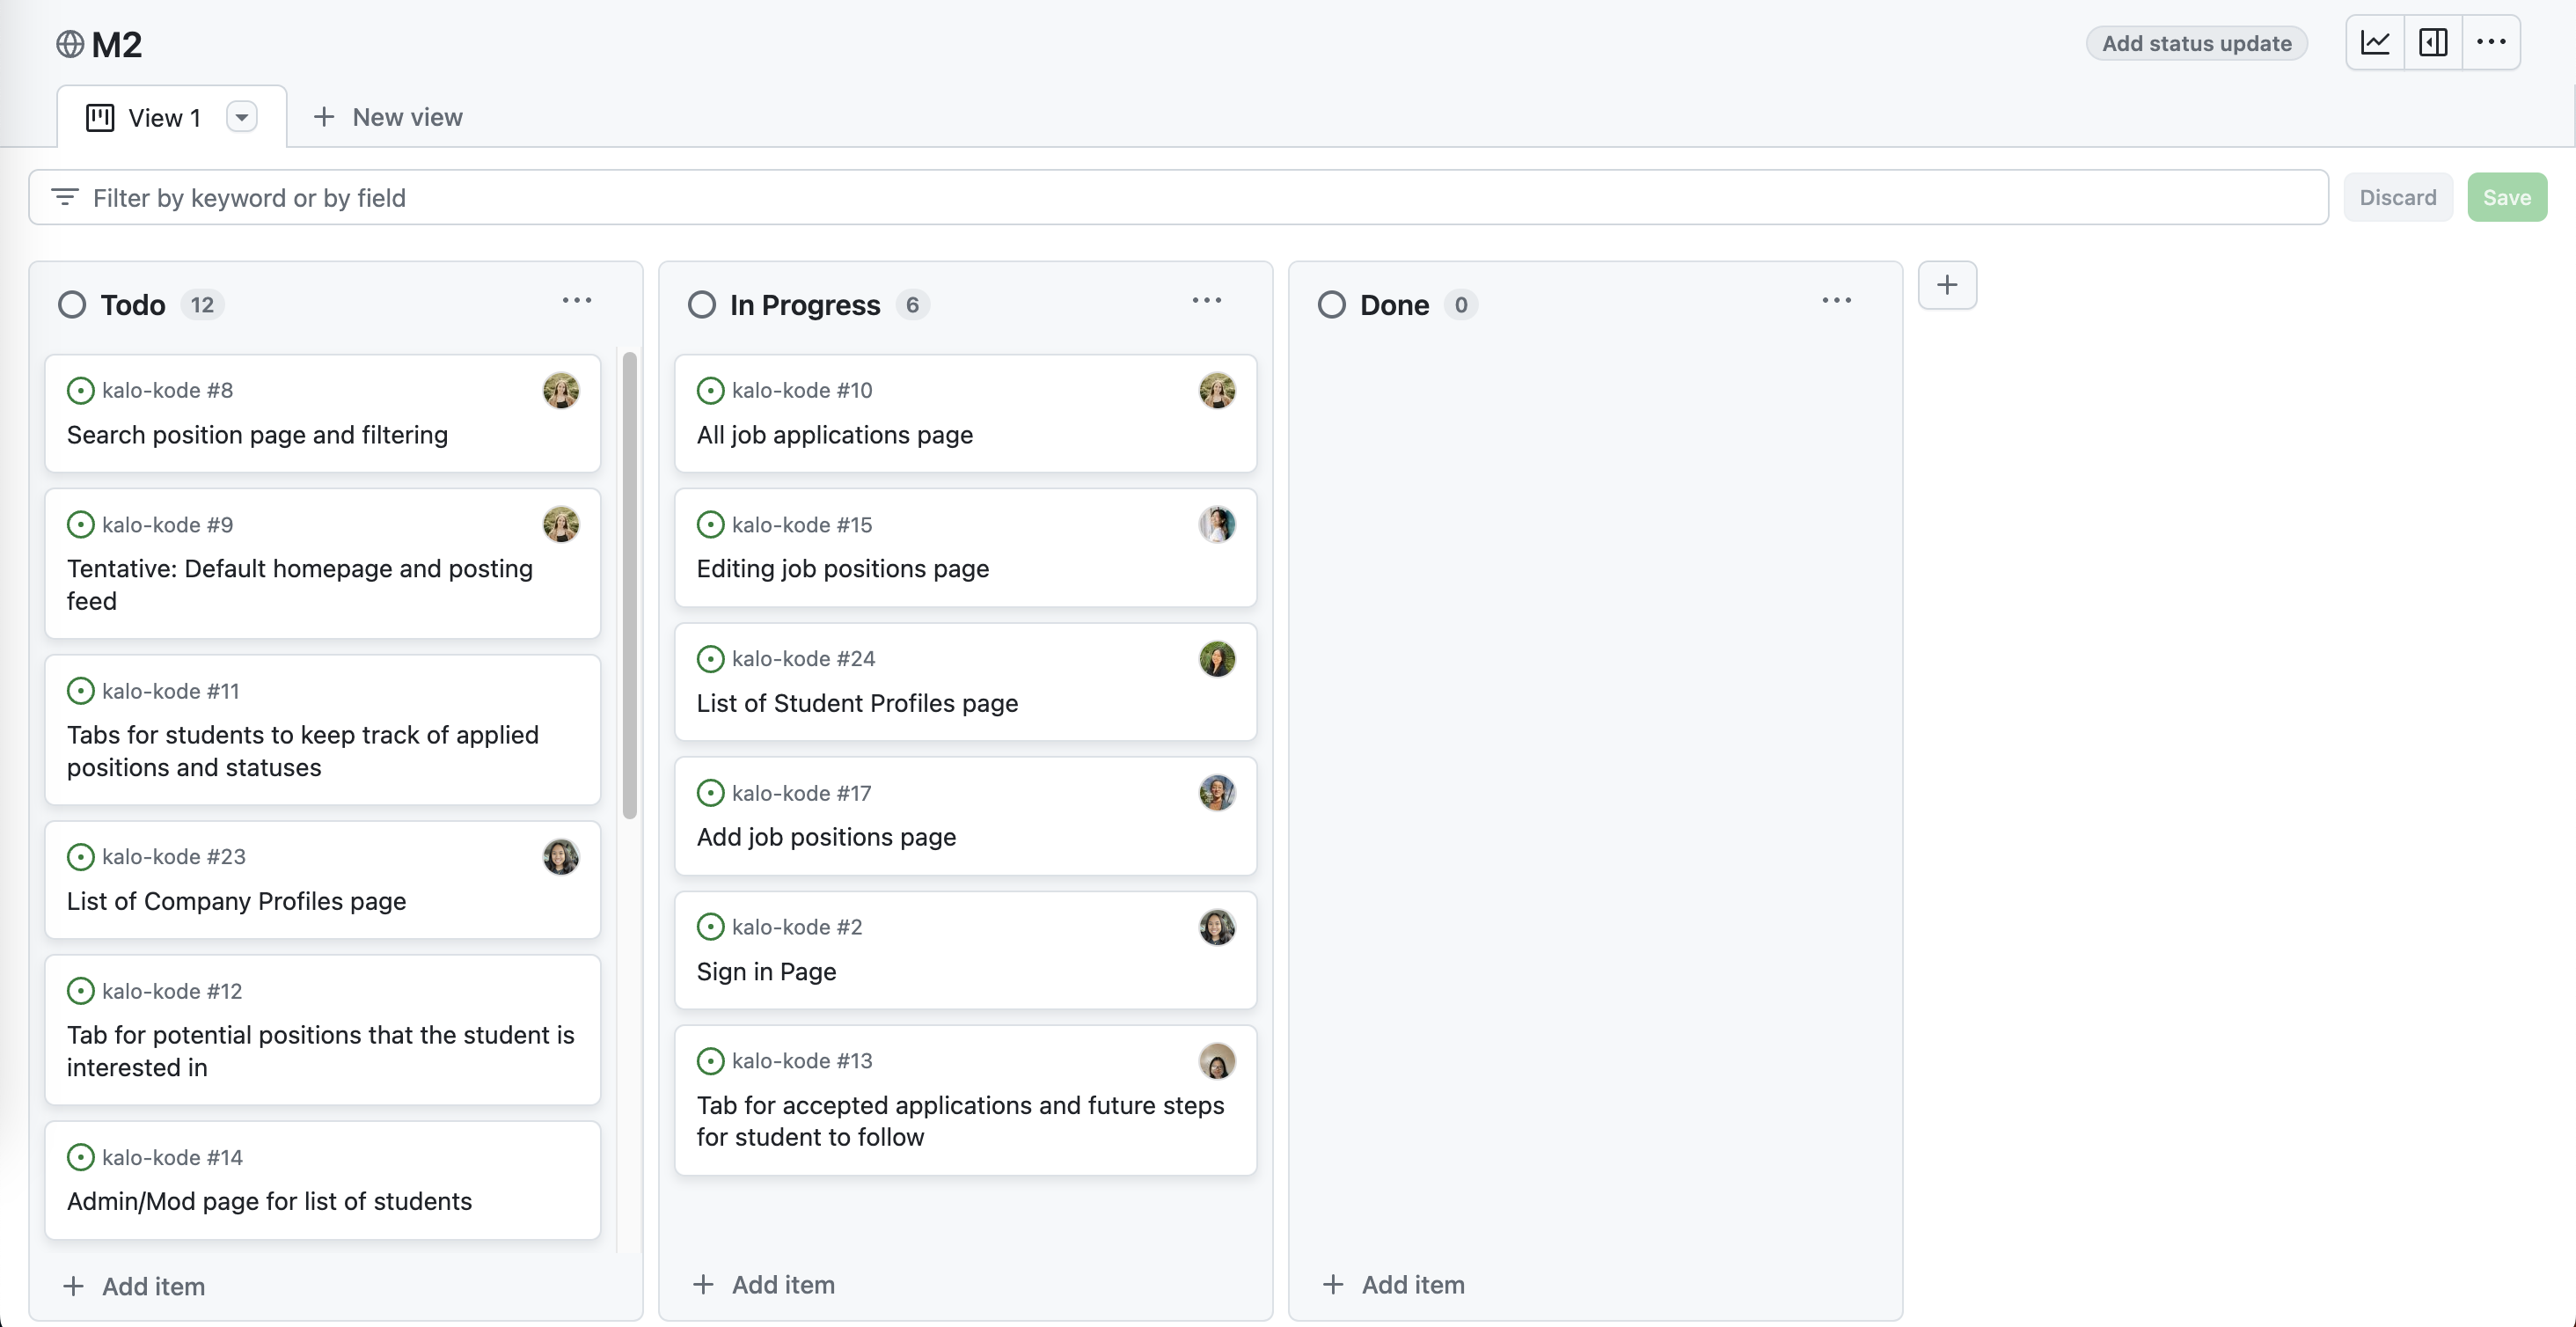 M2
Add status update
View 1
New view
Filter by keyword or by field
Discard
Save
Todo 12
kalo-kode #8
Search position page and filtering
kalo-kode #9
Tentative: Default homepage and posting
feed
kalo-kode #11
Tabs for students to keep track of applied
positions and statuses
kalo-kode #23
List of Company Profiles page
kalo-kode #12
Tab for potential positions that the student is
interested in
kalo-kode #14
Admin/Mod page for list of students
Add item
In Progress 6
kalo-kode #10
All job applications page
kalo-kode #15
Editing job positions page
kalo-kode #24
List of Student Profiles page
kalo-kode #17
Add job positions page
kalo-kode #2
Sign in Page
kalo-kode #13
Tab for accepted applications and future steps
for student to follow
Add item
Done 0
Add item